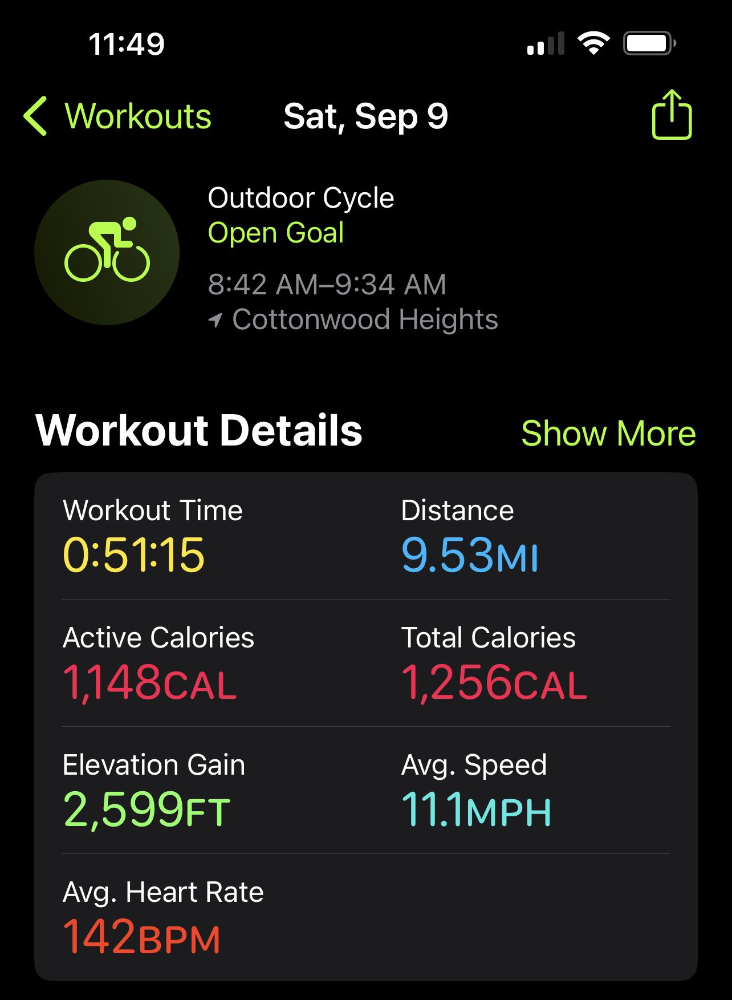 11:49
Workouts Sat, Sep 9
Outdoor Cycle
Open Goal
8:42 AM–9:34 AM
Cottonwood Heights
Workout Details Show More
Workout Time Distance
0:51:15 9.53MI
Active Calories Total Calories
1,148CAL 1,256CAL
Elevation Gain Avg. Speed
2,599FT 11.1MPH
Avg. Heart Rate
142BPM